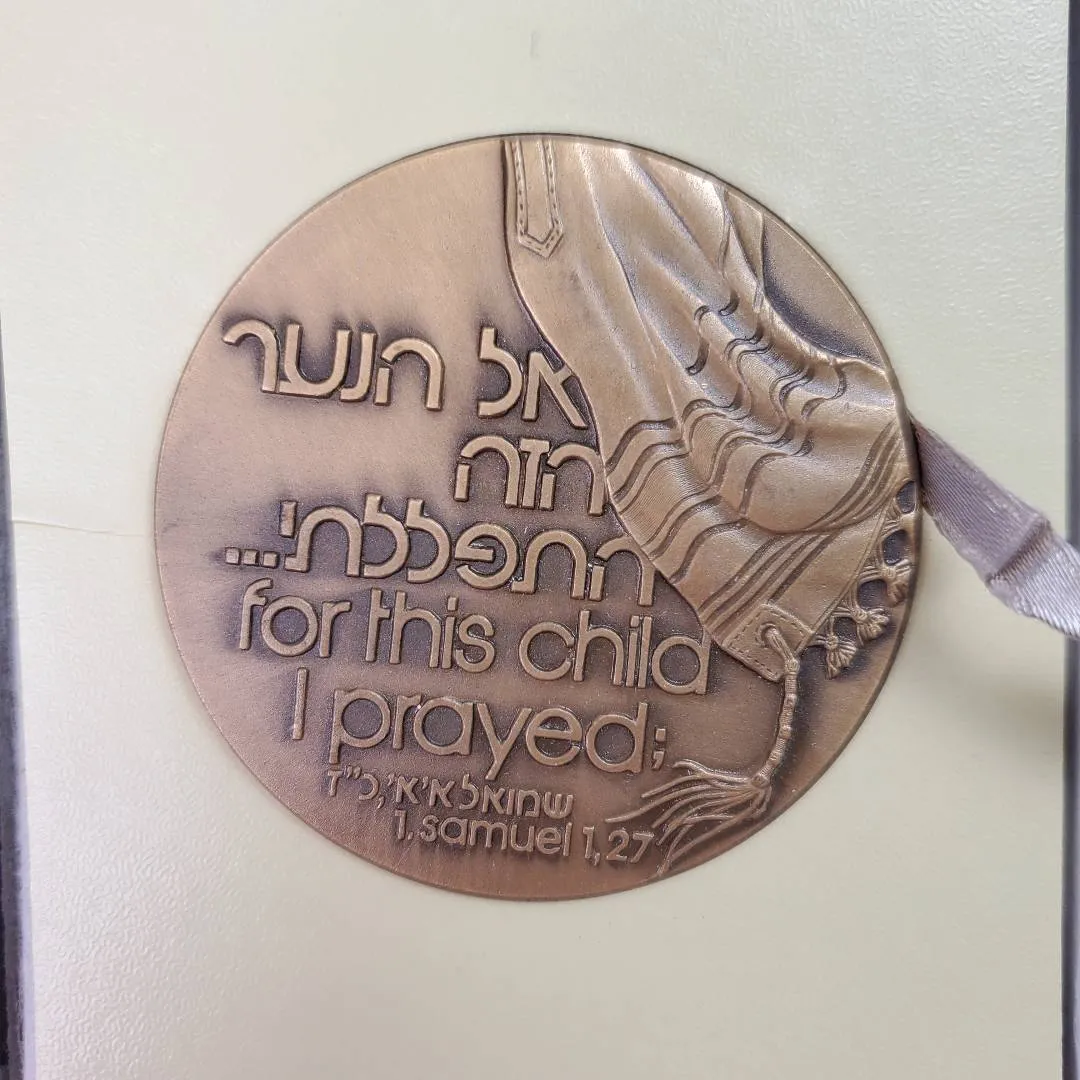 אל הנער
הזה
התפללתי...
for this child
I prayed;
שמואל א'א', כ"ז
1, samuel 1, 27